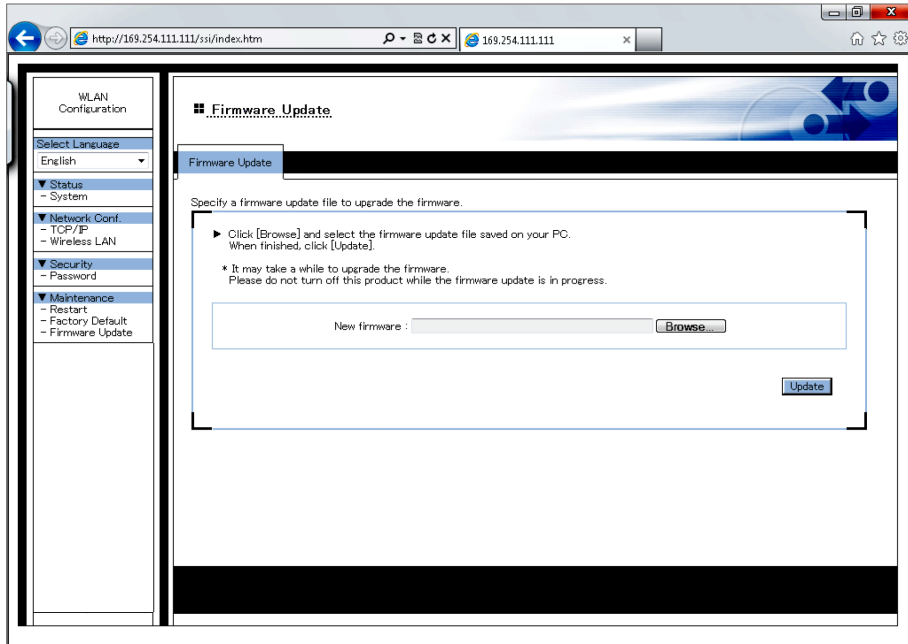 http://169.254.111.111/ssi/index.htm
169.254.111.111
WLAN
Configuration
Select Language
English
▼ Status
- System
▼ Network Conf.
- TCP/IP
- Wireless LAN
▼ Security
- Password
▼ Maintenance
- Restart
- Factory Default
- Firmware Update
Firmware Update
Firmware Update
Specify a firmware update file to upgrade the firmware.
► Click [Browse] and select the firmware update file saved on your PC.
When finished, click [Update].
* It may take a while to upgrade the firmware.
Please do not turn off this product while the firmware update is in progress.
New firmware :
Browse...
Update